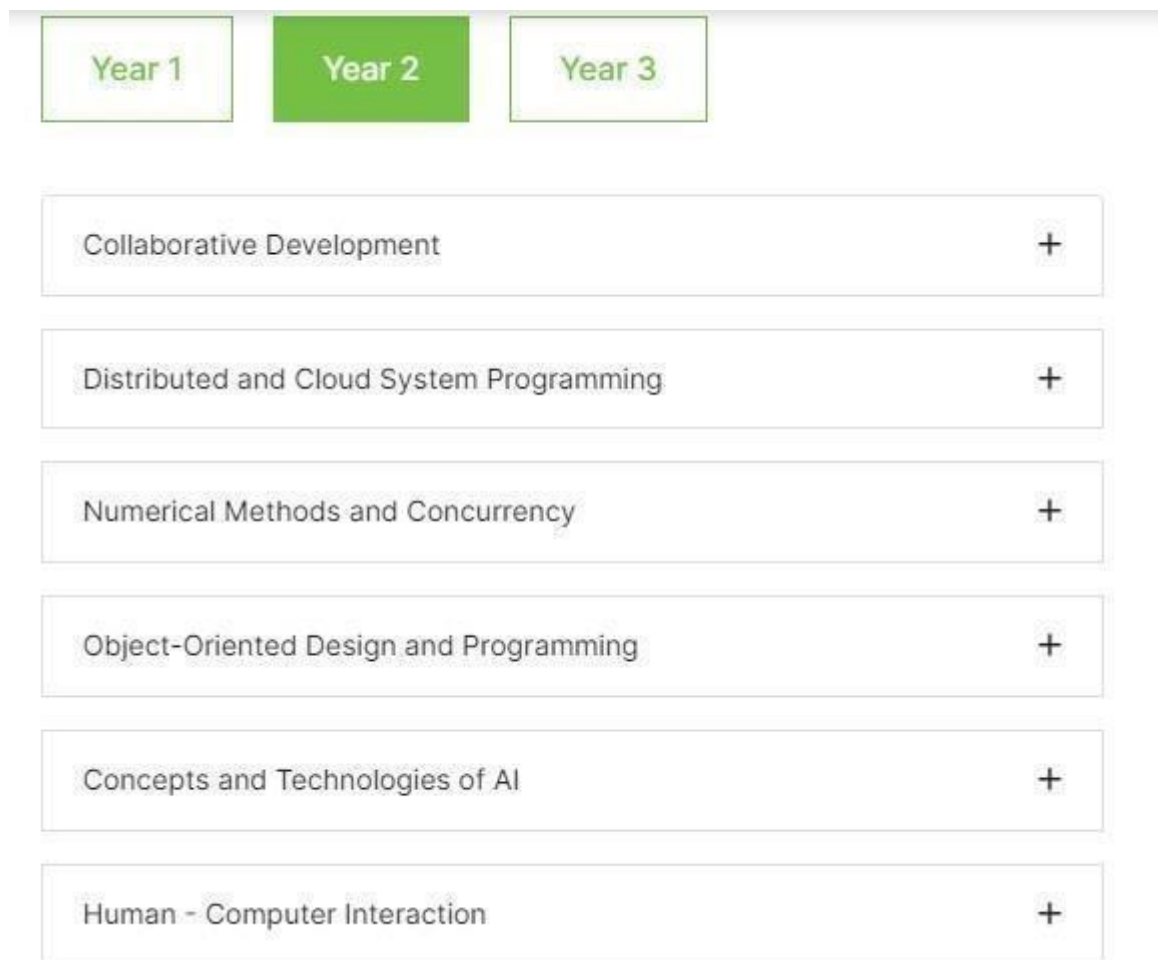 Year 1 Year 2 Year 3
Collaborative Development +
Distributed and Cloud System Programming +
Numerical Methods and Concurrency +
Object-Oriented Design and Programming +
Concepts and Technologies of AI +
Human - Computer Interaction +